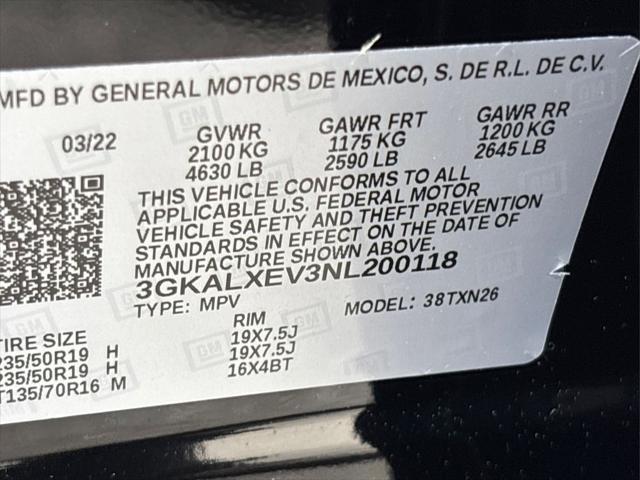 MFD BY GENERAL MOTORS DE MEXICO, S. DE R.L. DE C.V.
03/22 GVWR GAWR FRT GAWR RR
2100 KG 1175 KG 1200 KG
4630 LB 2590 LB 2645 LB
THIS VEHICLE CONFORMS TO ALL
APPLICABLE U.S. FEDERAL MOTOR
VEHICLE SAFETY AND THEFT PREVENTION
STANDARDS IN EFFECT ON THE DATE OF
MANUFACTURE SHOWN ABOVE.
3GKALXEV3NL200118
TYPE: MPV MODEL: 38TXN26
TIRE SIZE RIM
235/50R19 H 19X7.5J
235/50R19 H 19X7.5J
T135/70R16 M 16X4BT